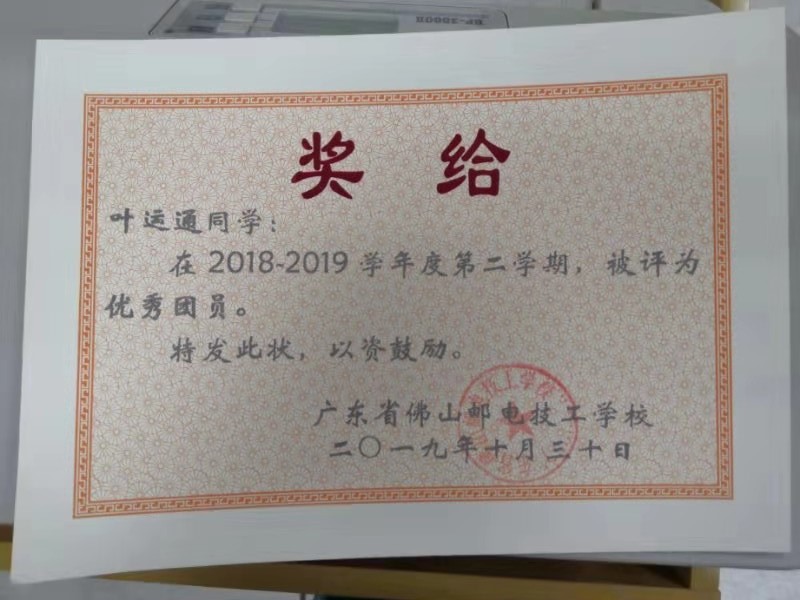 奖给
叶运通同学：
在 2018-2019 学年度第二学期，被评为
优秀团员。
特发此状，以资鼓励。
广东省佛山邮电技工学校
二〇一九年十月三十日